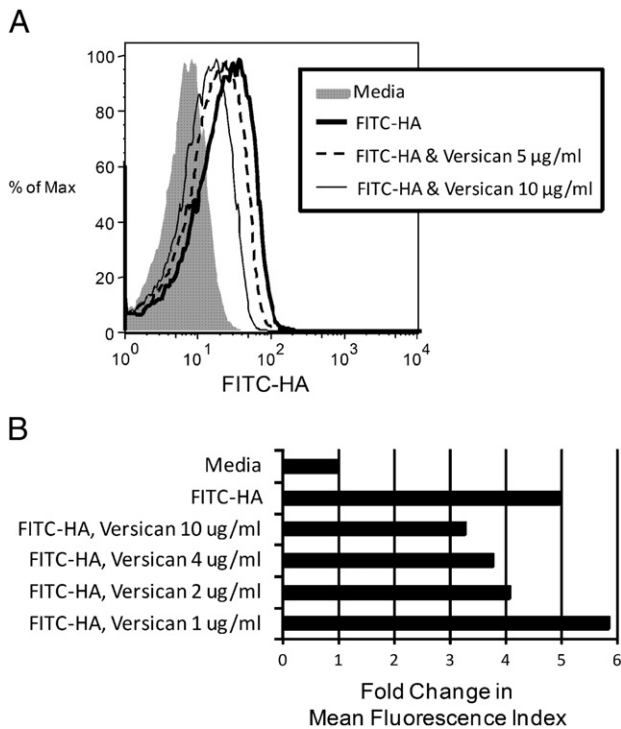 A
100
80
60
40
20
0
% of Max
10^0 10^1 10^2 10^3 10^4
FITC-HA
Media
FITC-HA
FITC-HA & Versican 5 µg/ml
FITC-HA & Versican 10 µg/ml
B
Media
FITC-HA
FITC-HA, Versican 10 ug/ml
FITC-HA, Versican 4 ug/ml
FITC-HA, Versican 2 ug/ml
FITC-HA, Versican 1 ug/ml
0 1 2 3 4 5 6
Fold Change in
Mean Fluorescence Index